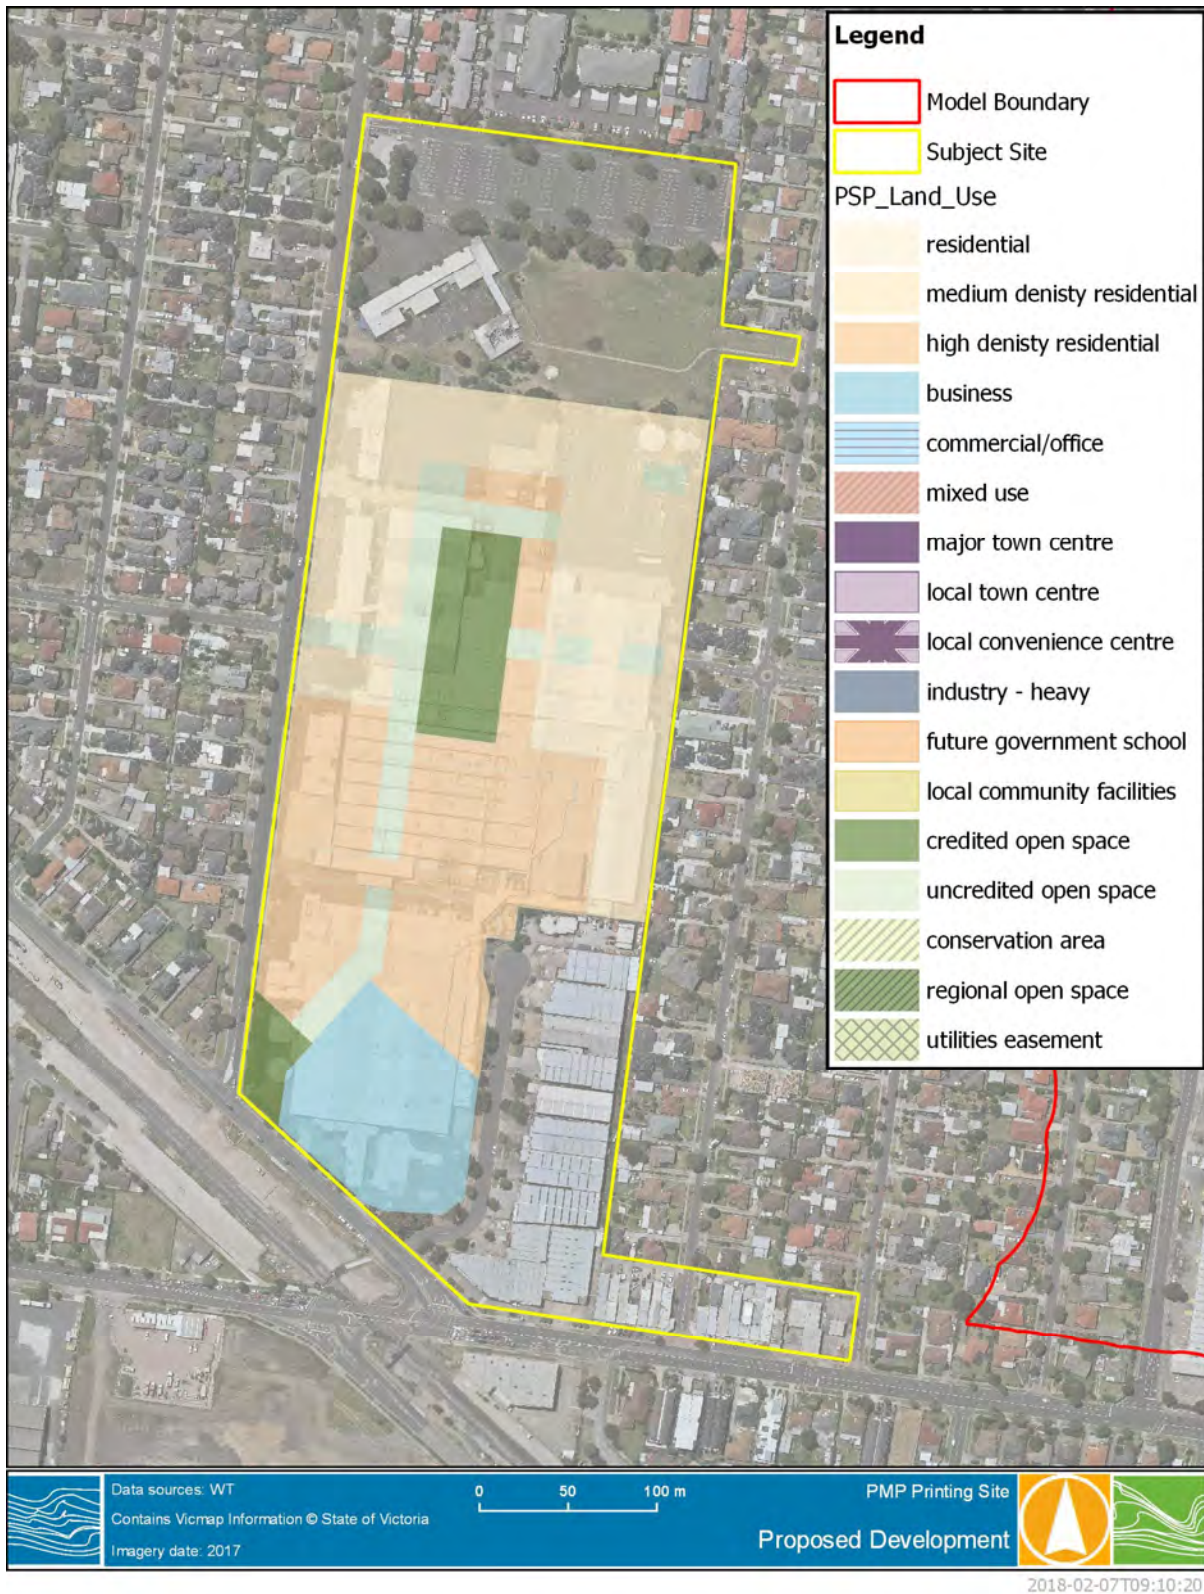 Legend
Model Boundary
Subject Site
PSP_Land_Use
residential
medium denisty residential
high denisty residential
business
commercial/office
mixed use
major town centre
local town centre
local convenience centre
industry - heavy
future government school
local community facilities
credited open space
uncredited open space
conservation area
regional open space
utilities easement
Data sources: WT
Contains Vicmap Information © State of Victoria
Imagery date: 2017
0 50 100 m
PMP Printing Site
Proposed Development
2018-02-07T09:10:20